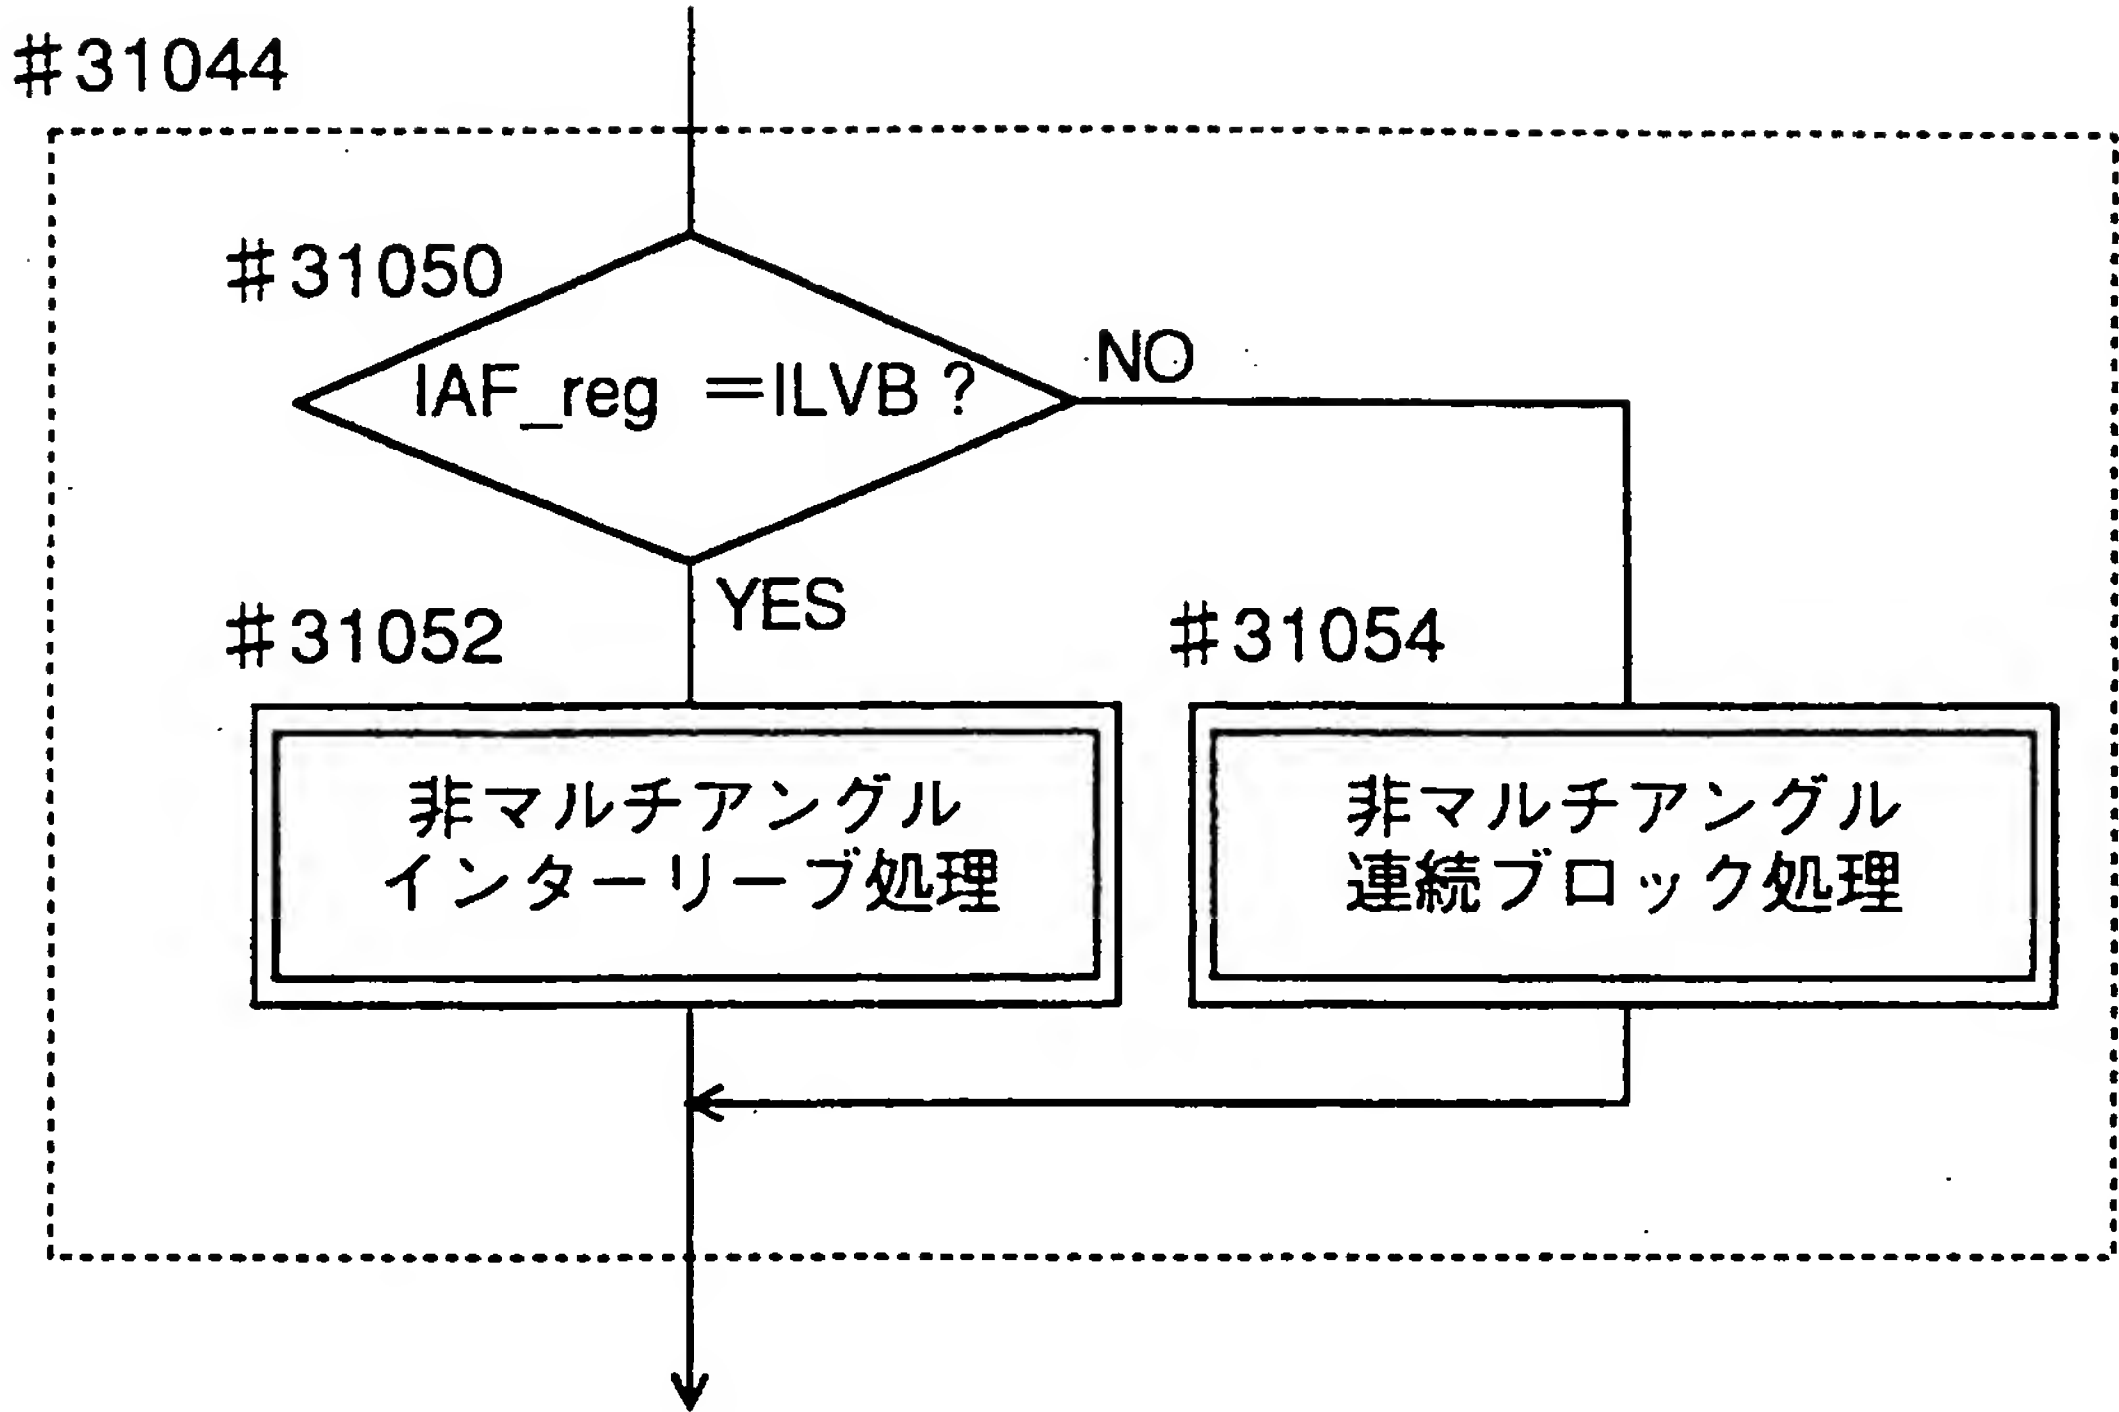 #31044
#31050
IAF_reg =ILVB ?
NO
YES
#31052
#31054
非マルチアングル
インターリーブ処理
非マルチアングル
連続ブロック処理